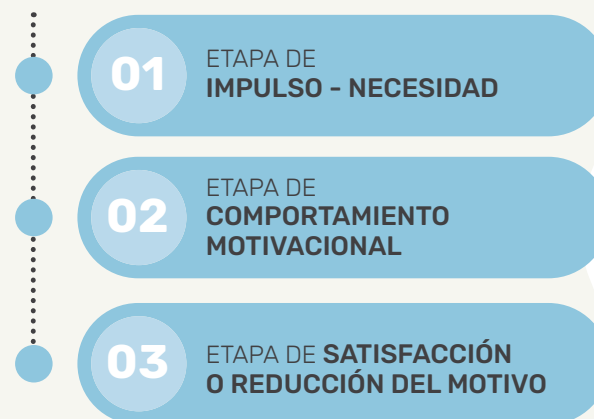 01
ETAPA DE
IMPULSO - NECESIDAD
02
ETAPA DE
COMPORTAMIENTO
MOTIVACIONAL
03
ETAPA DE SATISFACCIÓN
O REDUCCIÓN DEL MOTIVO